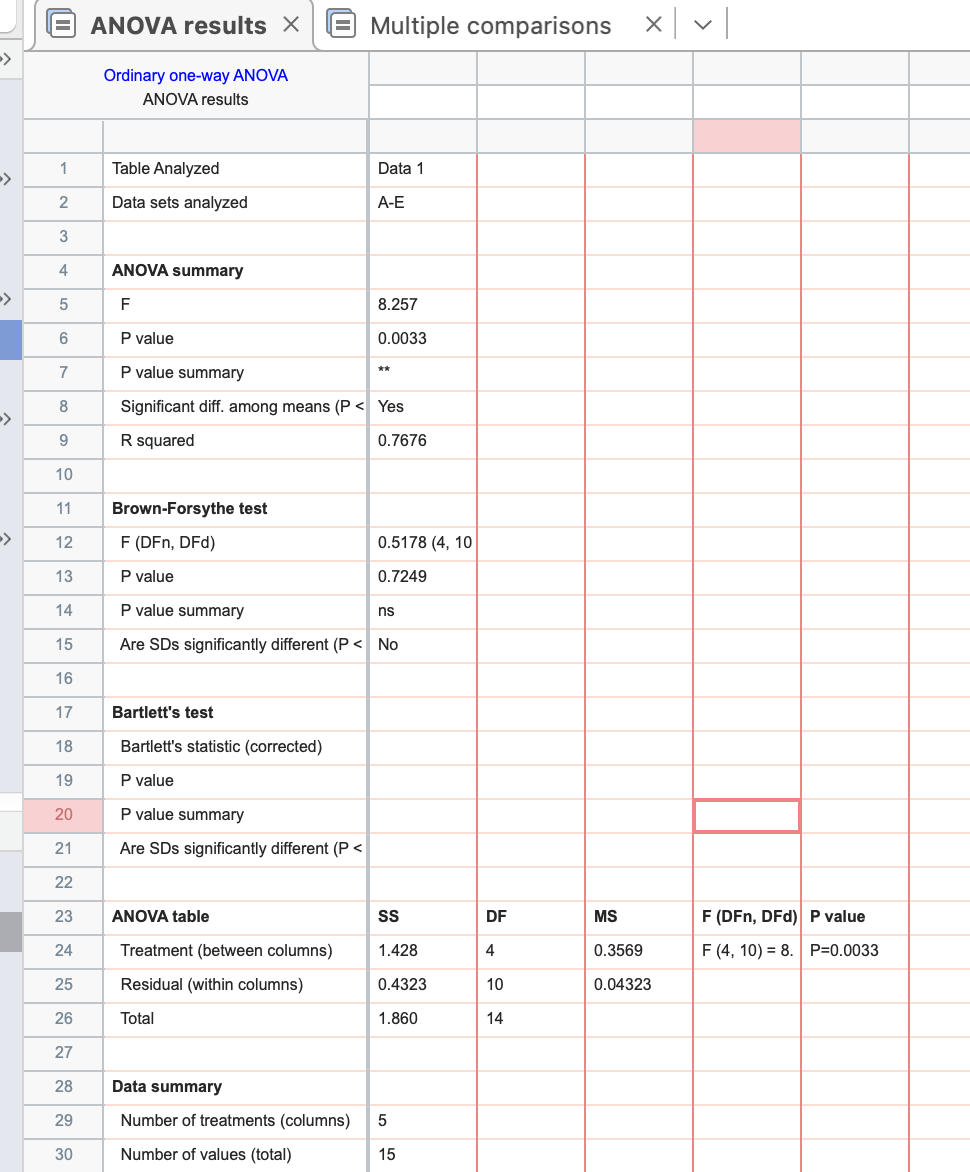 ANOVA results
Multiple comparisons
Ordinary one-way ANOVA
ANOVA results
1 Table Analyzed Data 1
2 Data sets analyzed A-E
3
4 ANOVA summary
5 F 8.257
6 P value 0.0033
7 P value summary **
8 Significant diff. among means (P < Yes
9 R squared 0.7676
10
11 Brown-Forsythe test
12 F (DFn, DFd) 0.5178 (4, 10
13 P value 0.7249
14 P value summary ns
15 Are SDs significantly different (P < No
16
17 Bartlett's test
18 Bartlett's statistic (corrected)
19 P value
20 P value summary
21 Are SDs significantly different (P <
22
23 ANOVA table SS DF MS F (DFn, DFd) P value
24 Treatment (between columns) 1.428 4 0.3569 F (4, 10) = 8. P=0.0033
25 Residual (within columns) 0.4323 10 0.04323
26 Total 1.860 14
27
28 Data summary
29 Number of treatments (columns) 5
30 Number of values (total) 15